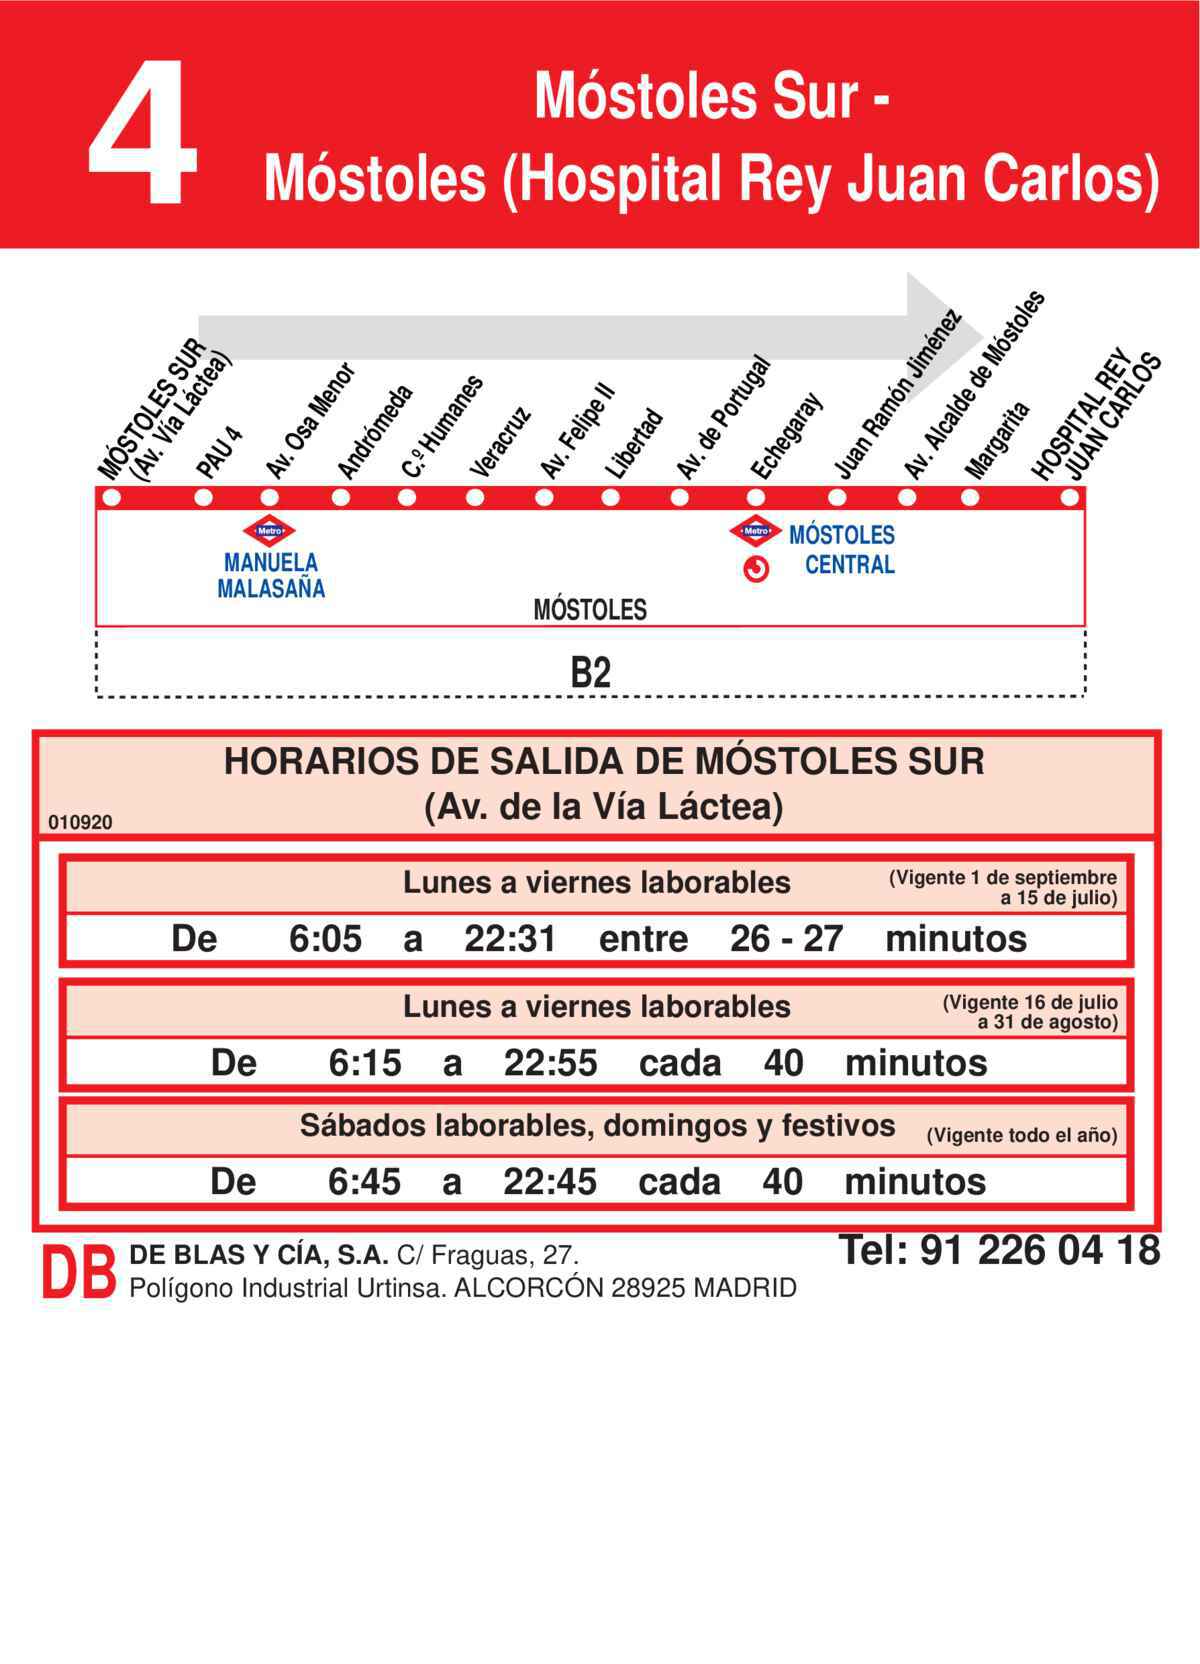 4
Móstoles Sur -
Móstoles (Hospital Rey Juan Carlos)
MÓSTOLES SUR
(Av. Vía Láctea)
PAU 4
Av. Osa Menor
Andrómeda
C.º Humanes
Veracruz
Av. Felipe II
Libertad
Av. de Portugal
Echegaray
Juan Ramón Jiménez
Av. Alcalde de Móstoles
Margarita
HOSPITAL REY
JUAN CARLOS
Metro
MANUELA
MALASAÑA
Metro
MÓSTOLES
CENTRAL
MÓSTOLES
B2
HORARIOS DE SALIDA DE MÓSTOLES SUR
(Av. de la Vía Láctea)
010920
Lunes a viernes laborables (Vigente 1 de septiembre
a 15 de julio)
De 6:05 a 22:31 entre 26 - 27 minutos
Lunes a viernes laborables (Vigente 16 de julio
a 31 de agosto)
De 6:15 a 22:55 cada 40 minutos
Sábados laborables, domingos y festivos (Vigente todo el año)
De 6:45 a 22:45 cada 40 minutos
DB
DE BLAS Y CÍA, S.A. C/ Fraguas, 27.
Polígono Industrial Urtinsa. ALCORCÓN 28925 MADRID
Tel: 91 226 04 18